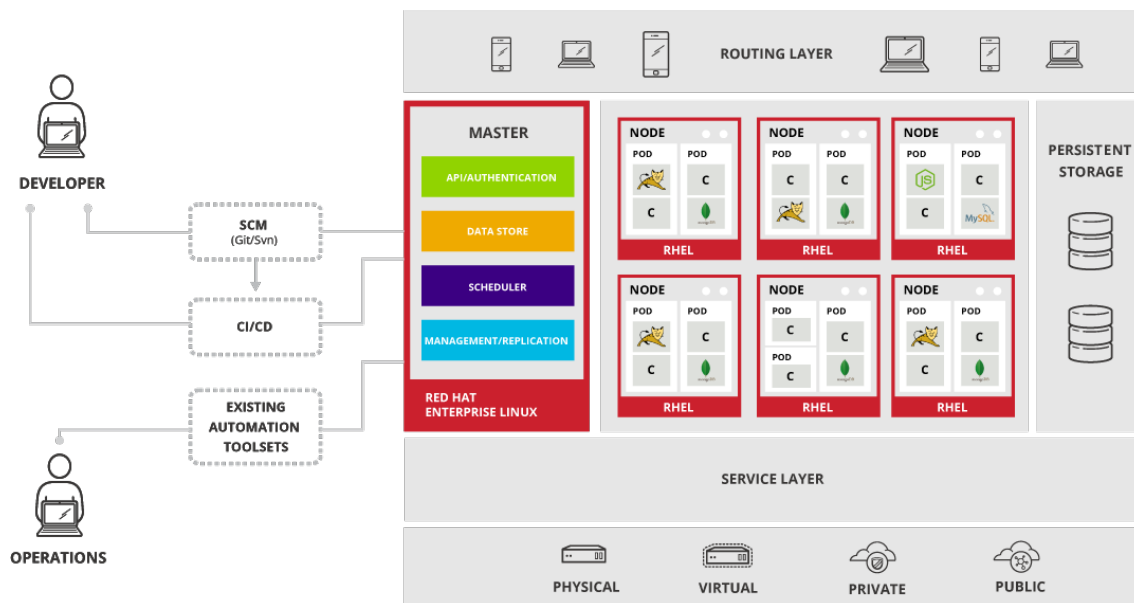 ROUTING LAYER
DEVELOPER
SCM
(Git/Svn)
CI/CD
EXISTING
AUTOMATION
TOOLSETS
OPERATIONS
MASTER
API/AUTHENTICATION
DATA STORE
SCHEDULER
MANAGEMENT/REPLICATION
RED HAT
ENTERPRISE LINUX
NODE
POD
POD
C
C
RHEL
NODE
POD
POD
C
C
RHEL
NODE
POD
POD
JS
C
C
MySQL
RHEL
NODE
POD
POD
C
C
RHEL
NODE
POD
POD
C
C
POD
C
RHEL
NODE
POD
POD
C
C
RHEL
PERSISTENT
STORAGE
SERVICE LAYER
PHYSICAL
VIRTUAL
PRIVATE
PUBLIC